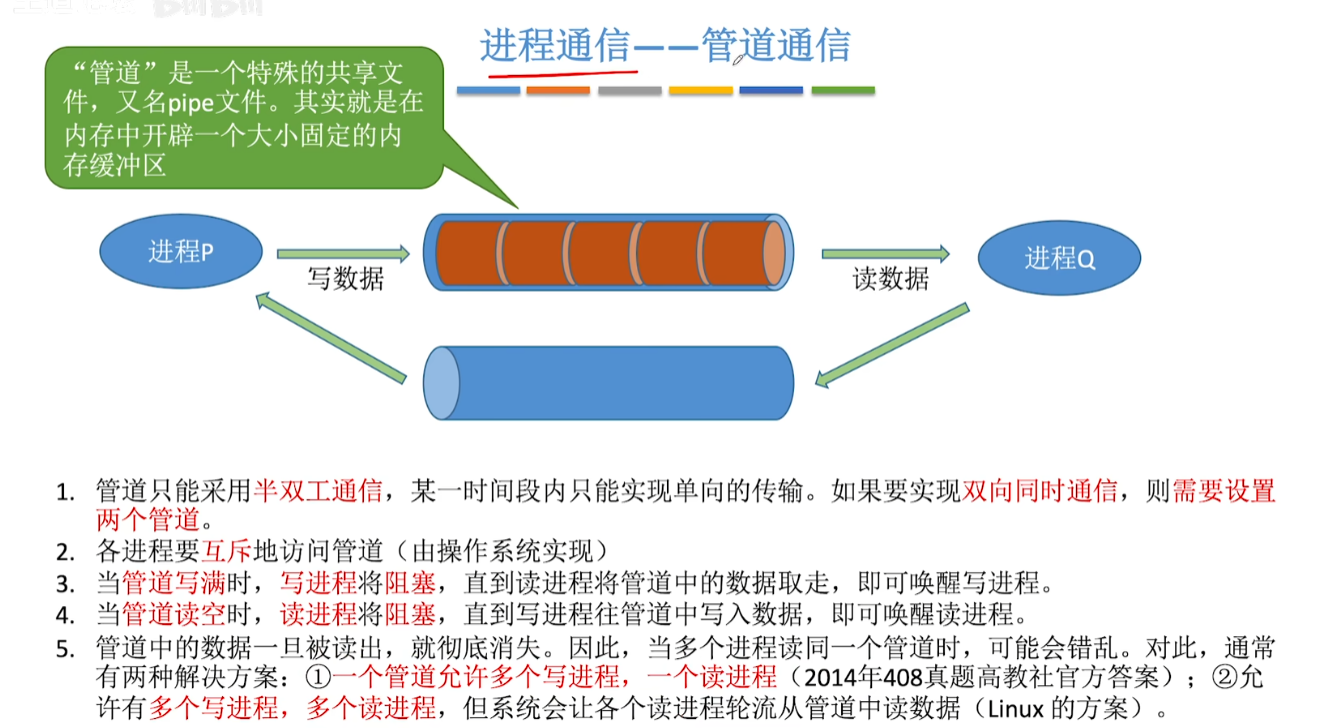 进程通信——管道通信
“管道”是一个特殊的共享文
件，又名pipe文件。其实就是在
内存中开辟一个大小固定的内
存缓冲区
进程P
写数据
读数据
进程Q
1. 管道只能采用半双工通信，某一时间段内只能实现单向的传输。如果要实现双向同时通信，则需要设置
两个管道。
2. 各进程要互斥地访问管道（由操作系统实现）
3. 当管道写满时，写进程将阻塞，直到读进程将管道中的数据取走，即可唤醒写进程。
4. 当管道读空时，读进程将阻塞，直到写进程往管道中写入数据，即可唤醒读进程。
5. 管道中的数据一旦被读出，就彻底消失。因此，当多个进程读同一个管道时，可能会错乱。对此，通常
有两种解决方案：①一个管道允许多个写进程，一个读进程（2014年408真题高教社官方答案）；②允
许有多个写进程，多个读进程，但系统会让各个读进程轮流从管道中读数据（Linux 的方案）。